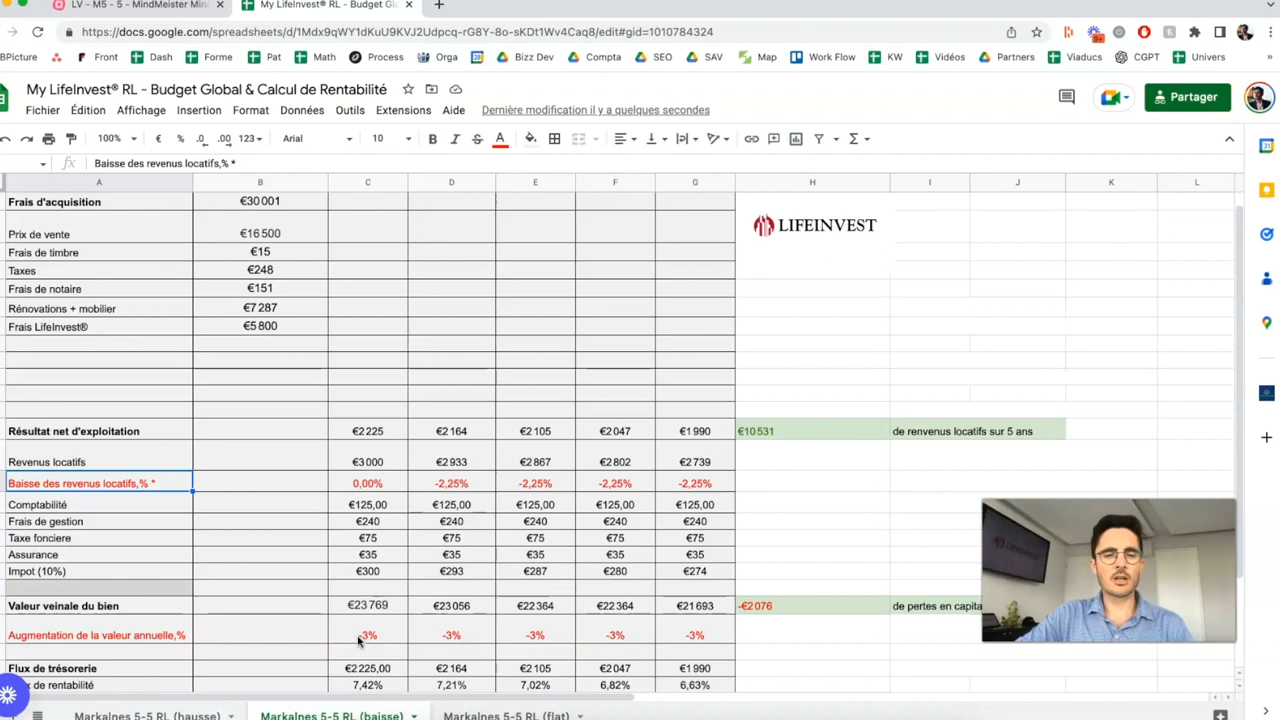 LV - M5 - 5 - MindMeister Min
My LifeInvest® RL - Budget Gl
https://docs.google.com/spreadsheets/d/1Mdx9qWY1dKuU9KVJ2Udpcq-rG8Y-8o-sKDt1Wv4Caq8/edit#gid=1010784324
BPicture Front Dash Forme Pat Math Process Orga Bizz Dev Compta SEO SAV Map Work Flow KW Vidéos Partners CGPT Viaducs Univers »
My LifeInvest® RL - Budget Global & Calcul de Rentabilité
Fichier Édition Affichage Insertion Format Données Outils Extensions Aide Dernière modification il y a quelques secondes
Partager
100% € % .0 .00 123 Arial 10 B I S A
fx Baisse des revenus locatifs,% *
A B C D E F G H I J K L
Frais d'acquisition €30 001
LIFEINVEST
Prix de vente €16 500
Frais de timbre €15
Taxes €248
Frais de notaire €151
Rénovations + mobilier €7 287
Frais LifeInvest® €5 800
Résultat net d'exploitation €2 225 €2 164 €2 105 €2 047 €1 990 €10 531 de renvenus locatifs sur 5 ans
Revenus locatifs €3 000 €2 933 €2 867 €2 802 €2 739
Baisse des revenus locatifs,% * 0,00% -2,25% -2,25% -2,25% -2,25%
Comptabilité €125,00 €125,00 €125,00 €125,00 €125,00
Frais de gestion €240 €240 €240 €240 €240
Taxe fonciere €75 €75 €75 €75 €75
Assurance €35 €35 €35 €35 €35
Impot (10%) €300 €293 €287 €280 €274
Valeur veinale du bien €23 769 €23 056 €22 364 €22 364 €21 693 -€2 076 de pertes en capita
Augmentation de la valeur annuelle,% -3% -3% -3% -3% -3%
Flux de trésorerie €2 225,00 €2 164 €2 105 €2 047 €1 990
de rentabilité 7,42% 7,21% 7,02% 6,82% 6,63%
Markalnes 5-5 RL (hausse) Markalnes 5-5 RL (baisse) Markalnes 5-5 RL (flat)